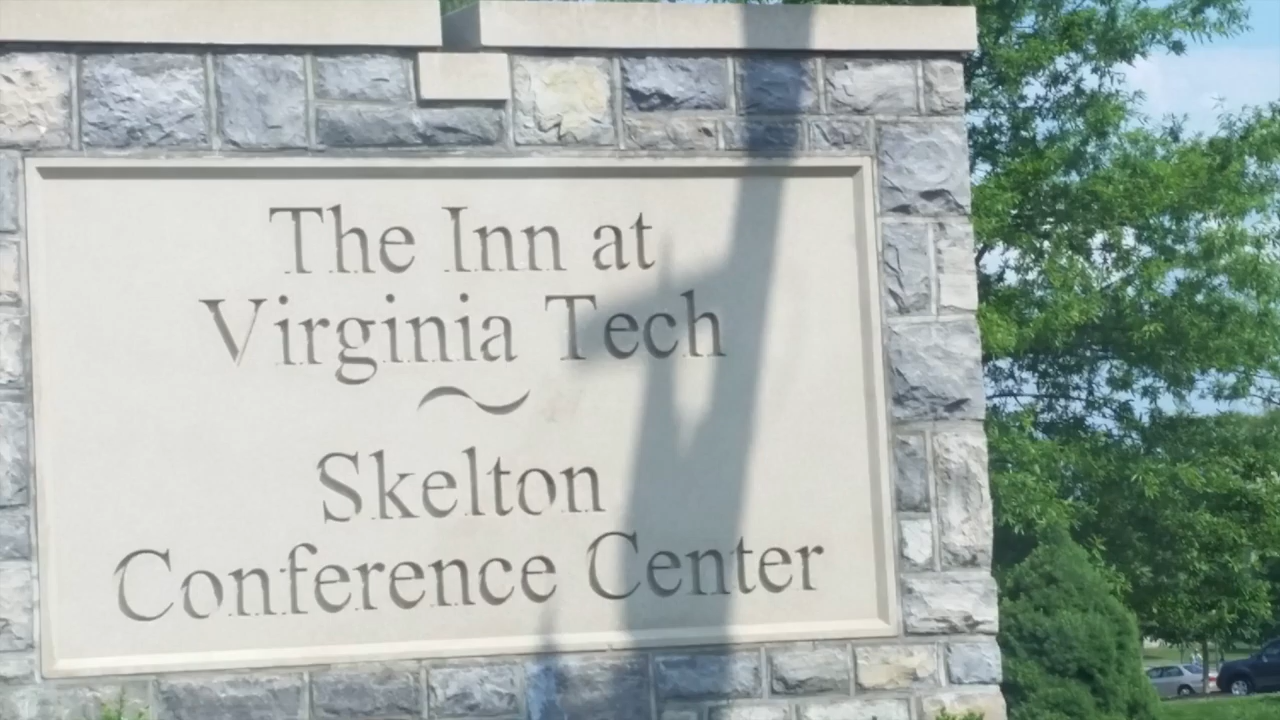 The Inn at
Virginia Tech
~
Skelton
Conference Center